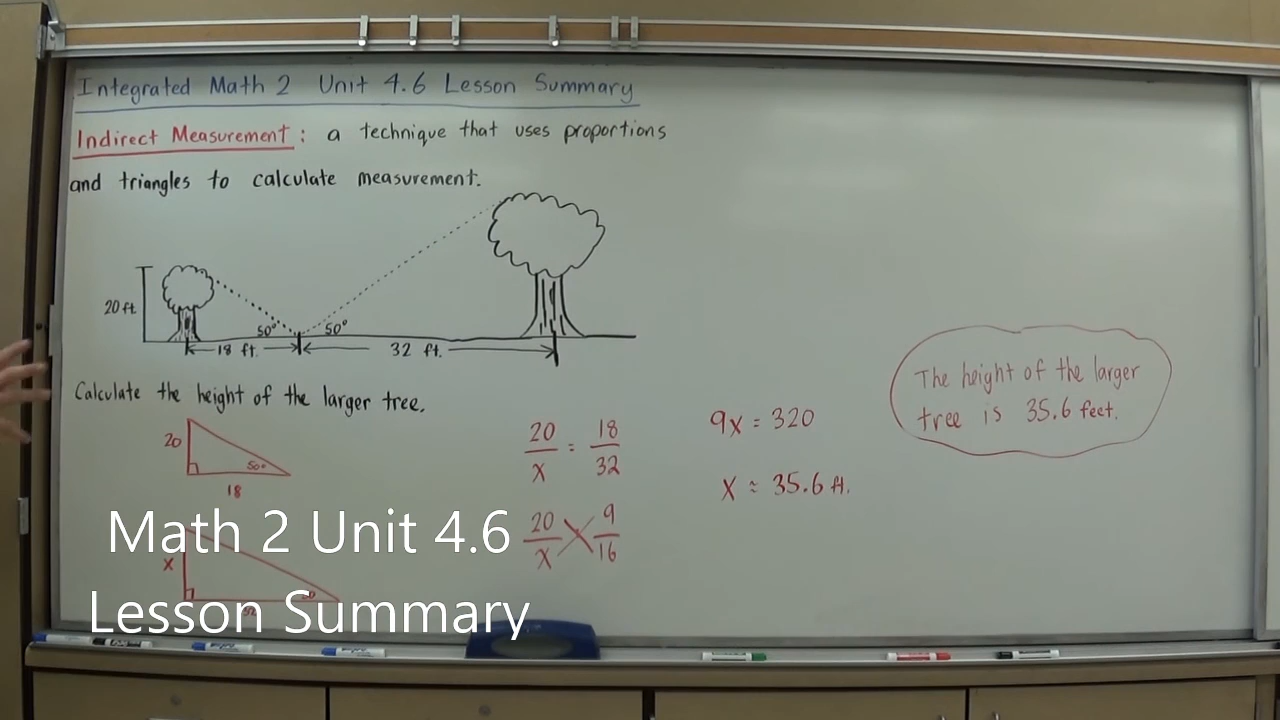 Integrated Math 2 Unit 4.6 Lesson Summary
Indirect Measurement: a technique that uses proportions
and triangles to calculate measurement.
20 ft.
50° 50°
18 ft. 32 ft.
Calculate the height of the larger tree.
20
50°
18
x
20/x = 18/32
20/x 9/16
9x = 320
x ≈ 35.6 ft.
The height of the larger
tree is 35.6 feet.
Math 2 Unit 4.6
Lesson Summary